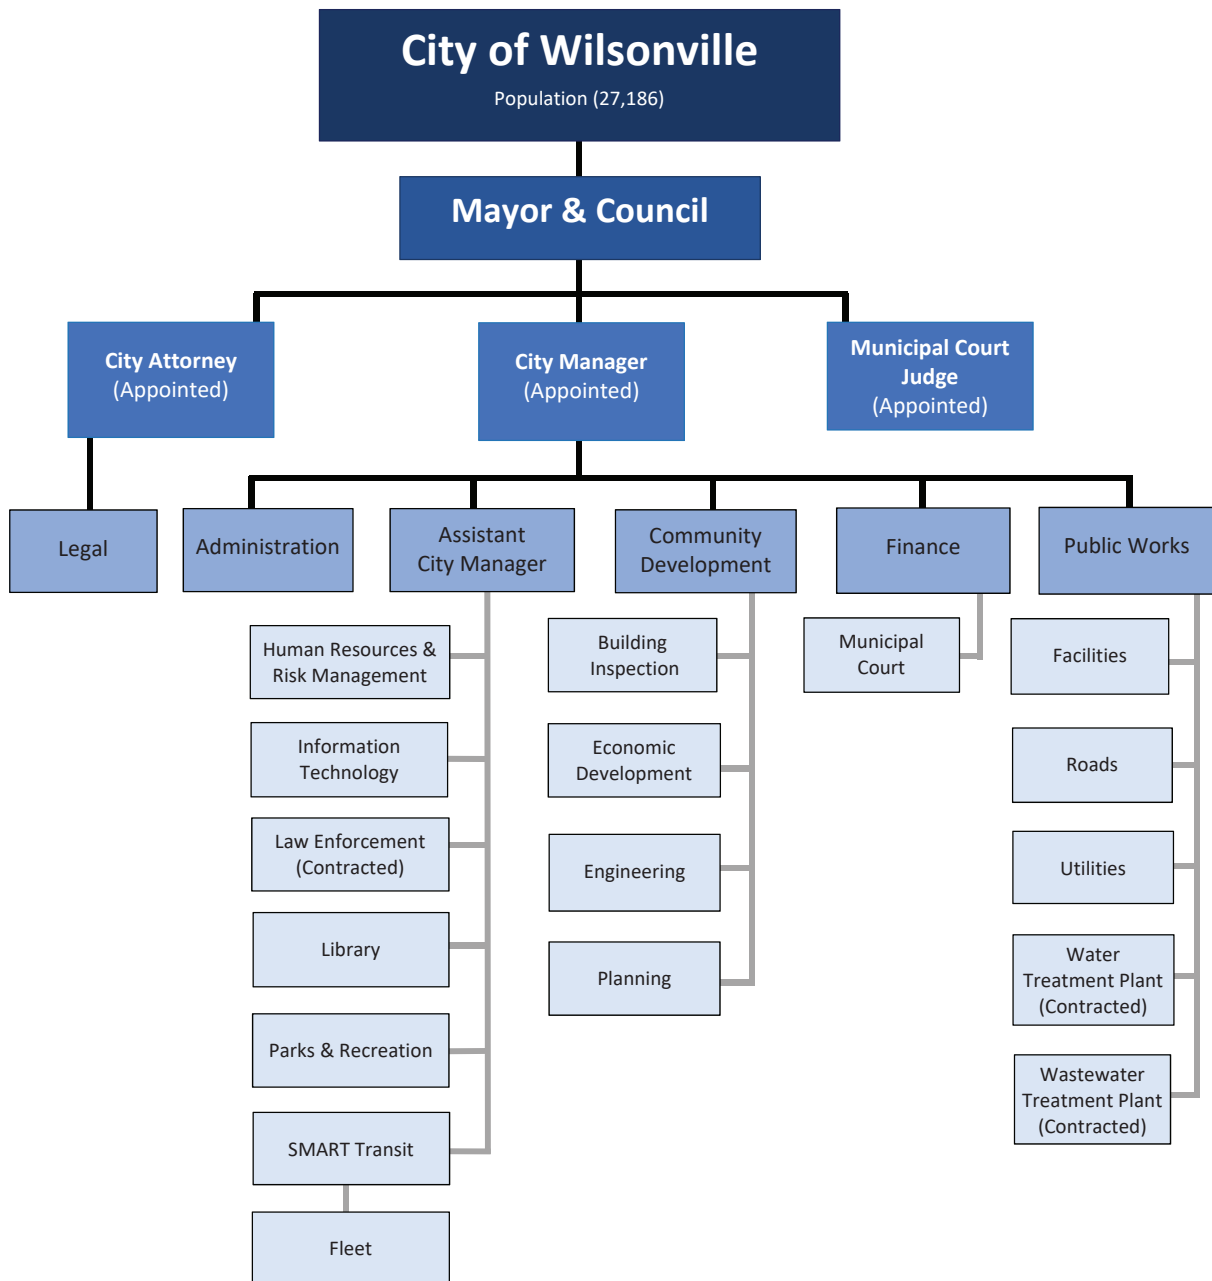 City of Wilsonville
Population (27,186)
Mayor & Council
City Attorney
(Appointed)
City Manager
(Appointed)
Municipal Court
Judge
(Appointed)
Legal
Administration
Assistant
City Manager
Community
Development
Finance
Public Works
Human Resources &
Risk Management
Information
Technology
Law Enforcement
(Contracted)
Library
Parks & Recreation
SMART Transit
Fleet
Building
Inspection
Economic
Development
Engineering
Planning
Municipal
Court
Facilities
Roads
Utilities
Water
Treatment Plant
(Contracted)
Wastewater
Treatment Plant
(Contracted)